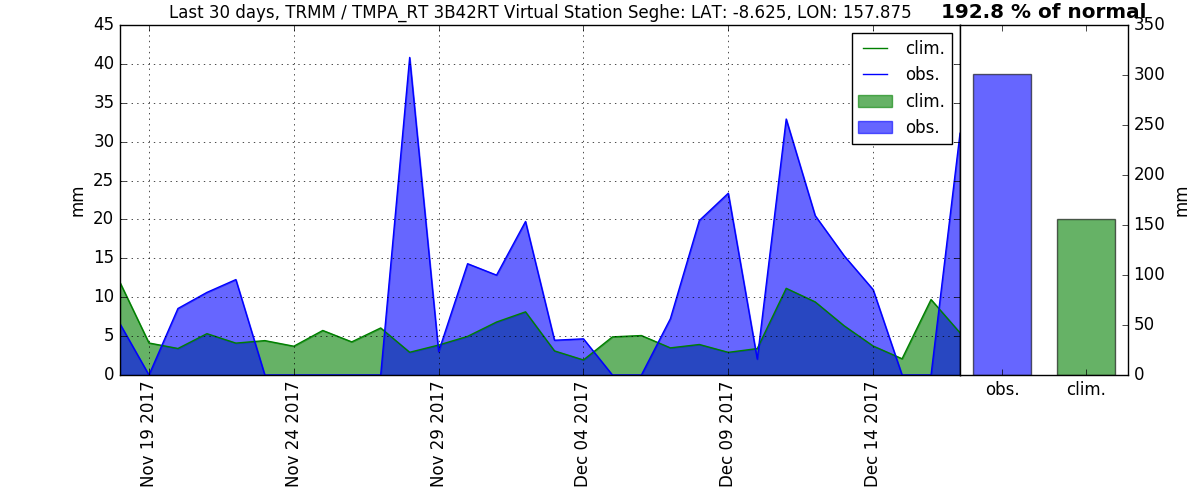 Last 30 days, TRMM / TMPA_RT 3B42RT Virtual Station Seghe: LAT: -8.625, LON: 157.875
192.8 % of normal
45
40
35
30
25
20
15
10
5
0
mm
clim.
obs.
clim.
obs.
Nov 19 2017
Nov 24 2017
Nov 29 2017
Dec 04 2017
Dec 09 2017
Dec 14 2017
350
300
250
200
150
100
50
0
mm
obs.
clim.